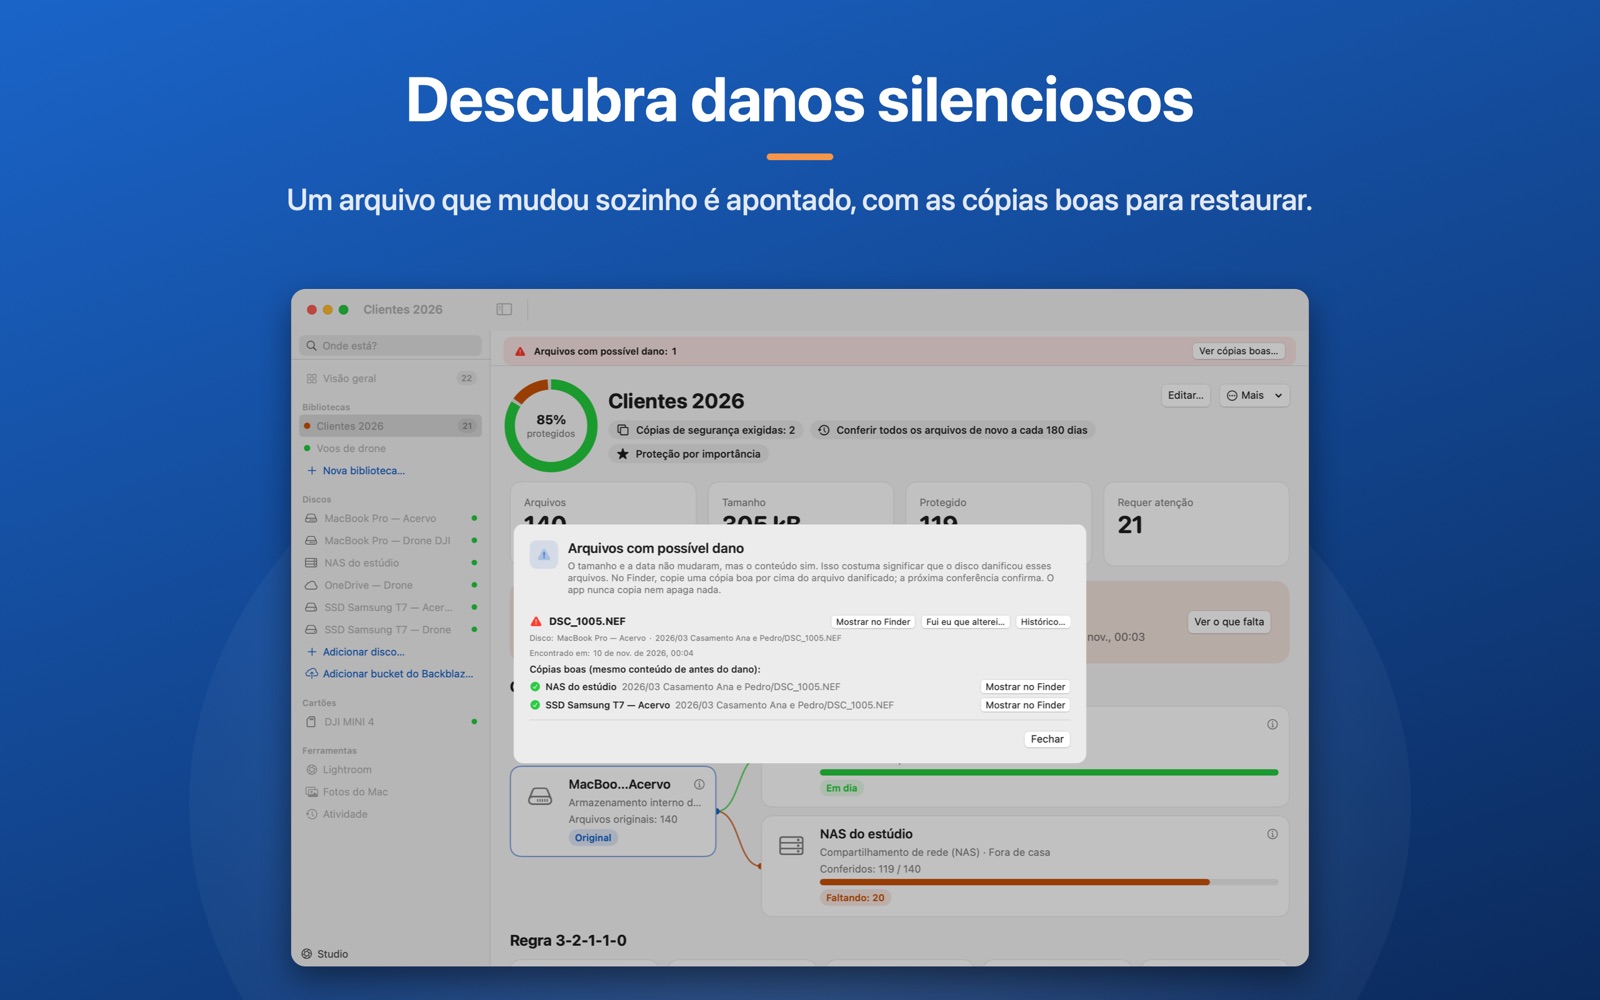 Descubra danos silenciosos
Um arquivo que mudou sozinho é apontado, com as cópias boas para restaurar.
Clientes 2026
Onde está?
Visão geral 22
Bibliotecas
Clientes 2026 21
Voos de drone
Nova biblioteca...
Discos
MacBook Pro — Acervo
MacBook Pro — Drone DJI
NAS do estúdio
OneDrive — Drone
SSD Samsung T7 — Acer...
SSD Samsung T7 — Drone
Adicionar disco...
Adicionar bucket do Backblaz...
Cartões
DJI MINI 4
Ferramentas
Lightroom
Fotos do Mac
Atividade
Studio
Arquivos com possível dano: 1
Ver cópias boas...
85%
protegidos
Clientes 2026
Editar...
Mais
Cópias de segurança exigidas: 2
Conferir todos os arquivos de novo a cada 180 dias
Proteção por importância
Arquivos
140
Tamanho
305 kB
Protegido
119
Requer atenção
21
nov., 00:03
Ver o que falta
Arquivos com possível dano
O tamanho e a data não mudaram, mas o conteúdo sim. Isso costuma significar que o disco danificou esses
arquivos. No Finder, copie uma cópia boa por cima do arquivo danificado; a próxima conferência confirma. O
app nunca copia nem apaga nada.
DSC_1005.NEF
Mostrar no Finder
Fui eu que alterei...
Histórico...
Disco: MacBook Pro — Acervo · 2026/03 Casamento Ana e Pedro/DSC_1005.NEF
Encontrado em: 10 de nov. de 2026, 00:04
Cópias boas (mesmo conteúdo de antes do dano):
NAS do estúdio 2026/03 Casamento Ana e Pedro/DSC_1005.NEF
Mostrar no Finder
SSD Samsung T7 — Acervo 2026/03 Casamento Ana e Pedro/DSC_1005.NEF
Mostrar no Finder
Fechar
MacBoo...Acervo
Armazenamento interno d...
Arquivos originais: 140
Original
Em dia
NAS do estúdio
Compartilhamento de rede (NAS) · Fora de casa
Conferidos: 119 / 140
Faltando: 20
Regra 3-2-1-1-0